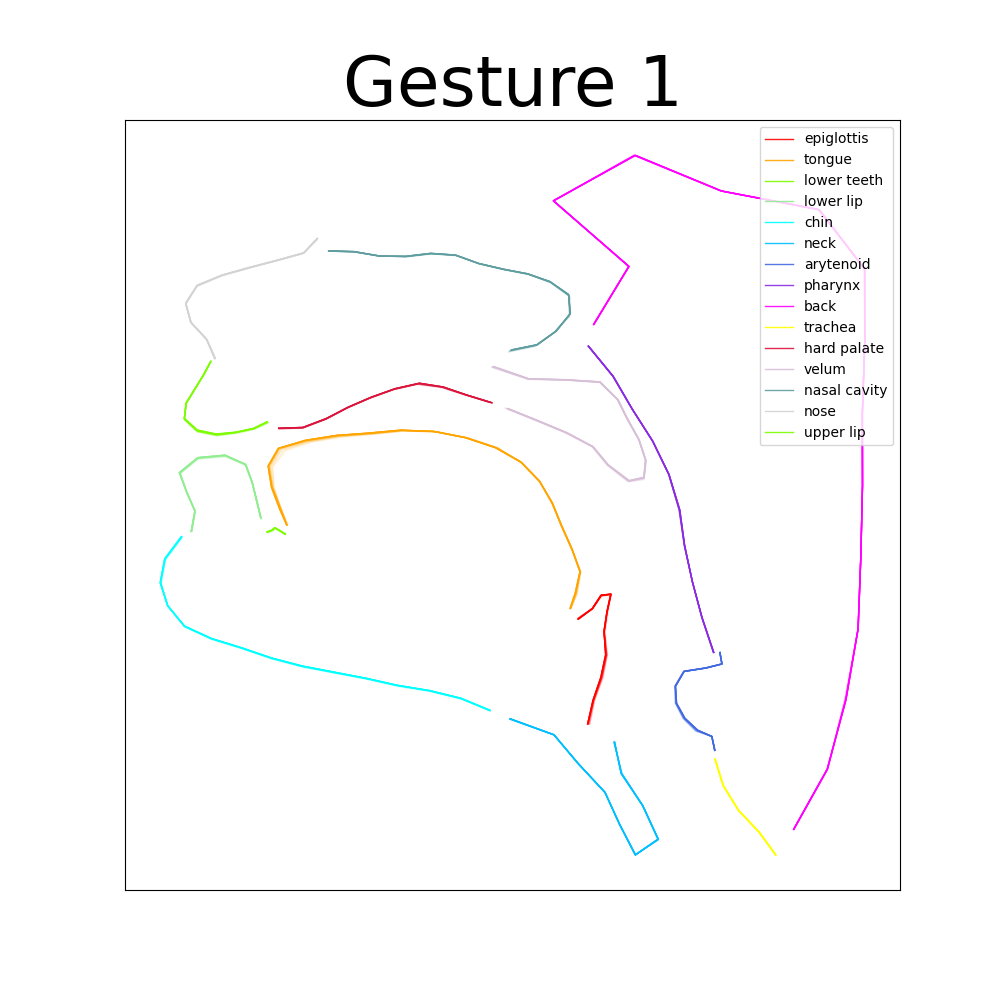 Gesture 1
epiglottis
tongue
lower teeth
lower lip
chin
neck
arytenoid
pharynx
back
trachea
hard palate
velum
nasal cavity
nose
upper lip